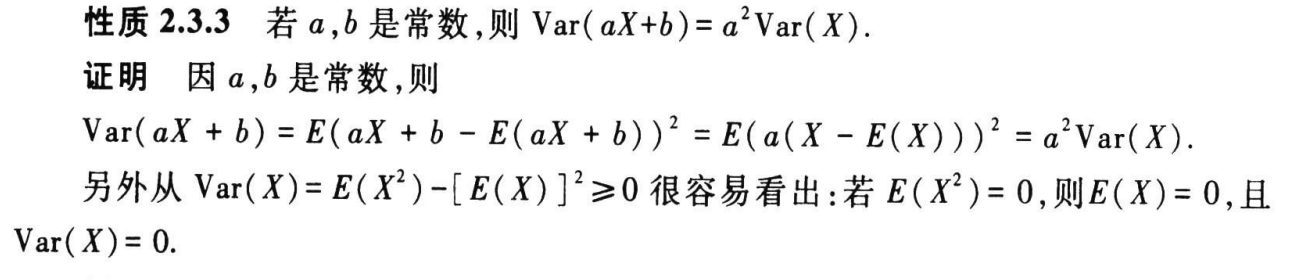 性质 2.3.3 若 a,b 是常数,则 Var(aX+b)=a²Var(X).
证明 因 a,b 是常数,则
Var(aX + b) = E(aX + b - E(aX + b))² = E(a(X - E(X)))² = a²Var(X).
另外从 Var(X)=E(X²)-[E(X)]²≥0 很容易看出:若 E(X²)=0,则E(X)=0,且
Var(X)=0.